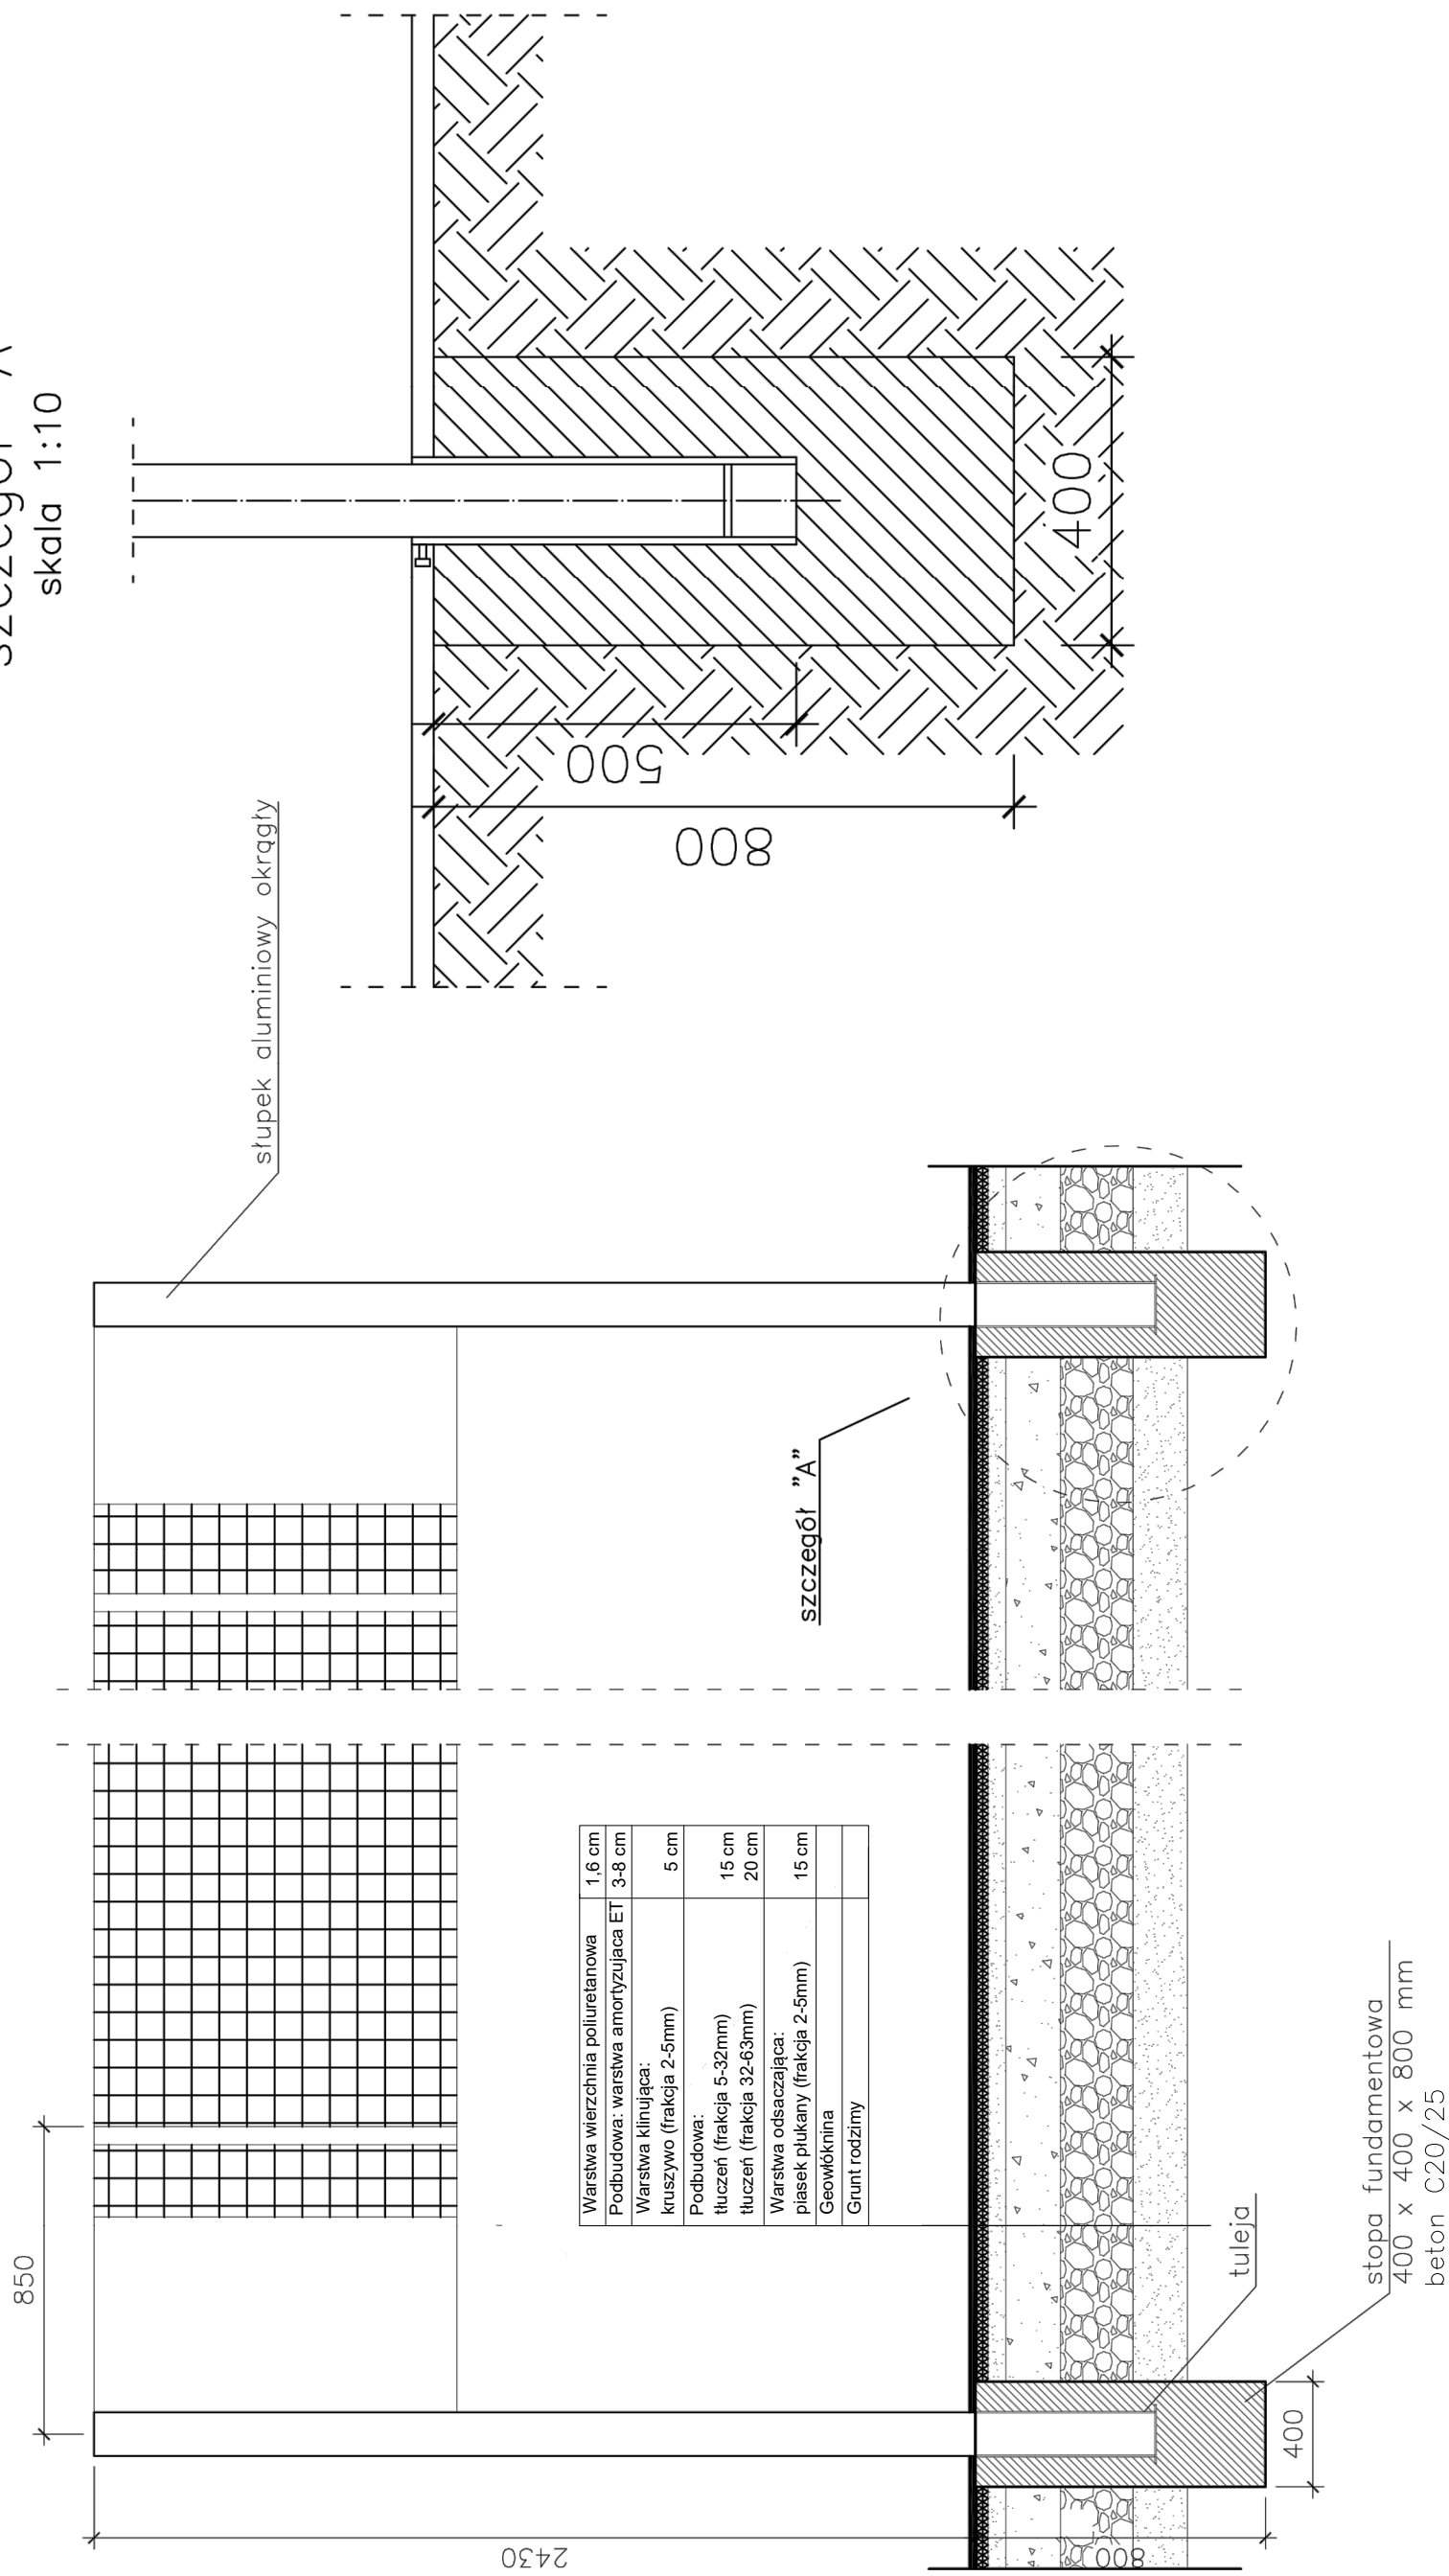 skala 1:10
400
500
800
słupek aluminiowy okrągły
szczegół "A"
850
Warstwa wierzchnia poliuretanowa 1,6 cm
Podbudowa: warstwa amortyzujaca ET 3-8 cm
Warstwa klinująca:
kruszywo (frakcja 2-5mm) 5 cm
Podbudowa:
tłuczeń (frakcja 5-32mm) 15 cm
tłuczeń (frakcja 32-63mm) 20 cm
Warstwa odsaczająca:
piasek płukany (frakcja 2-5mm) 15 cm
Geowłóknina
Grunt rodzimy
2430
800
400
tuleja
stopa fundamentowa
400 x 400 x 800 mm
beton C20/25